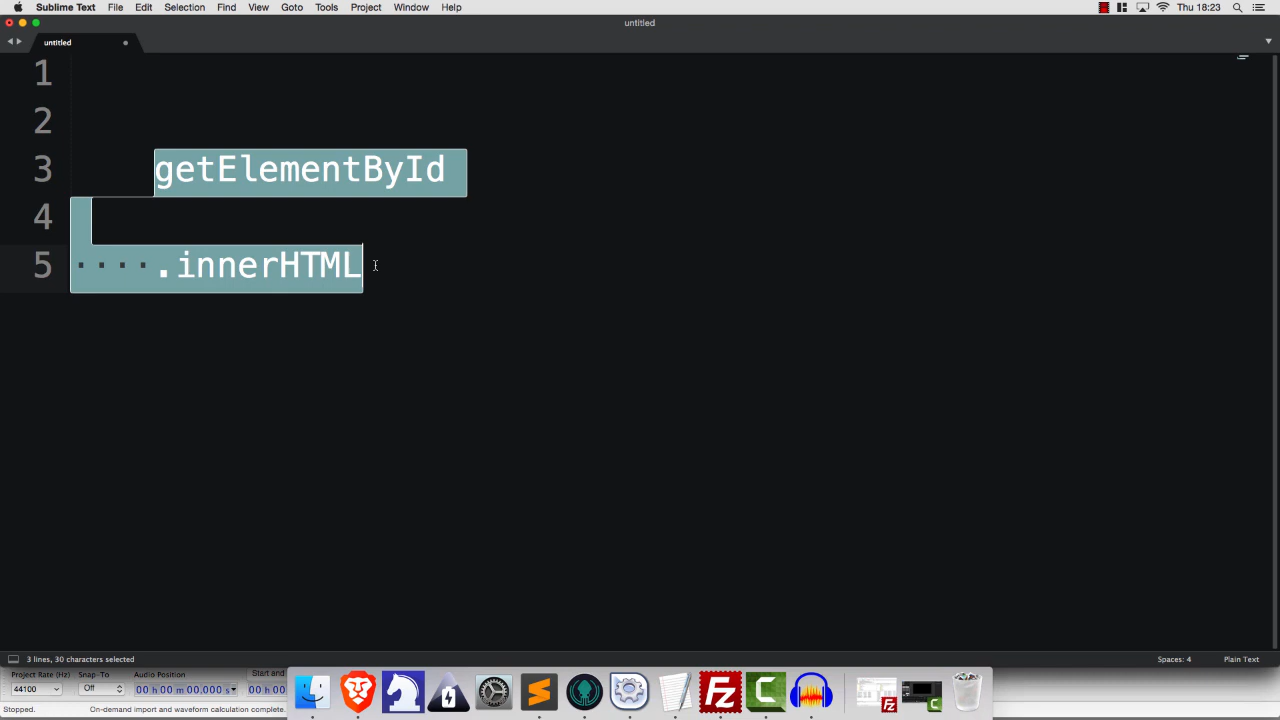 Sublime Text File Edit Selection Find View Goto Tools Project Window Help Thu 18:23
untitled
untitled
1
2
3 getElementById
4
5 .innerHTML
3 lines, 30 characters selected Spaces: 4 Plain Text
Project Rate (Hz) Snap-To Audio Position Start and
44100 Off 00 h 00 m 00.000 s 00 h 00
Stopped. On-demand import and waveform calculation complete.